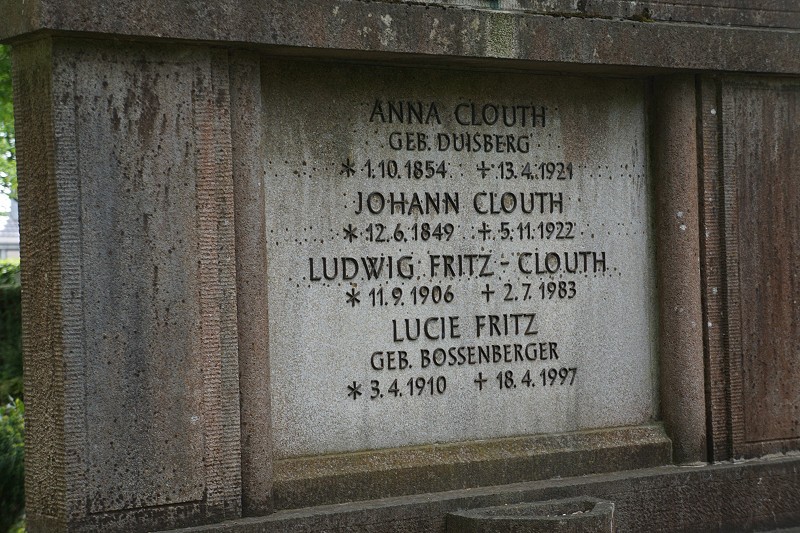 ANNA CLOUTH
GEB. DUISBERG
* 1.10.1854 + 13.4.1921
JOHANN CLOUTH
* 12.6.1849 + 5.11.1922
LUDWIG FRITZ-CLOUTH
* 11.9.1906 + 2.7.1983
LUCIE FRITZ
GEB. BOSSENBERGER
* 3.4.1910 + 18.4.1997